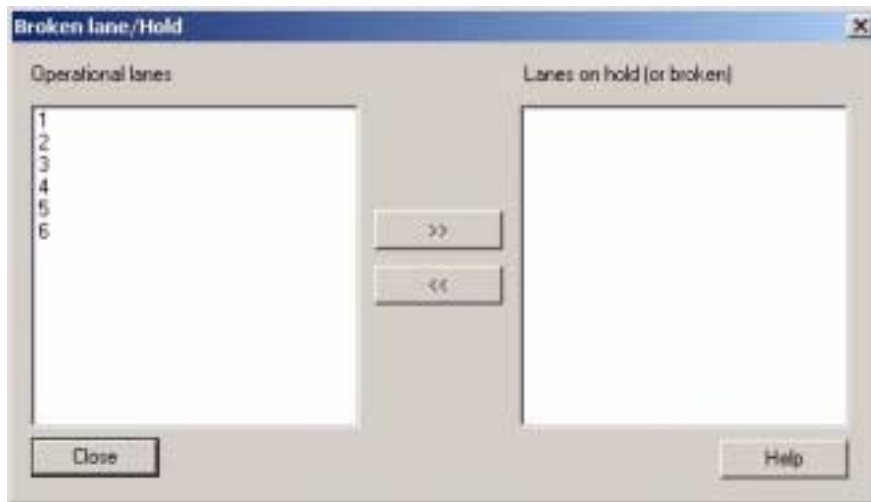 Broken lane/Hold
Operational lanes
Lanes on hold (or broken)
1
2
3
4
5
6
>>
<<
Close
Help